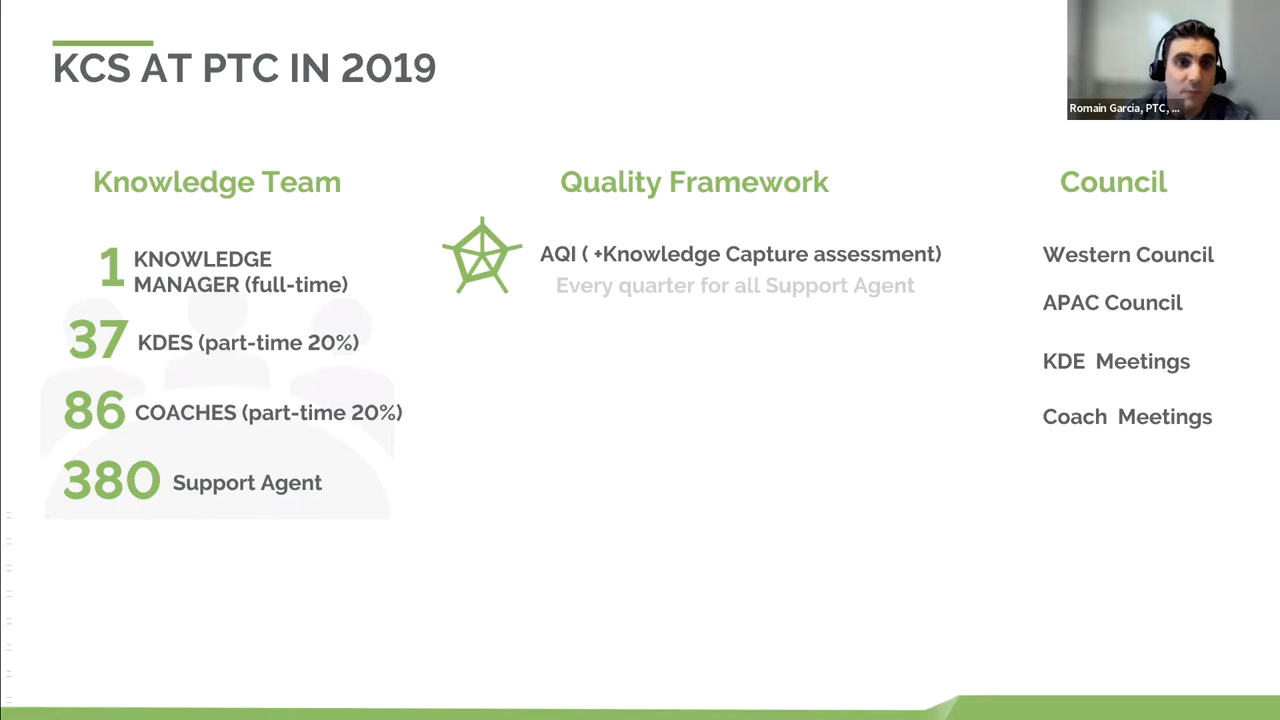 KCS AT PTC IN 2019
Romain Garcia, PTC, ...
Knowledge Team
1 KNOWLEDGE
MANAGER (full-time)
37 KDES (part-time 20%)
86 COACHES (part-time 20%)
380 Support Agent
Quality Framework
AQI ( +Knowledge Capture assessment)
Every quarter for all Support Agent
Council
Western Council
APAC Council
KDE Meetings
Coach Meetings